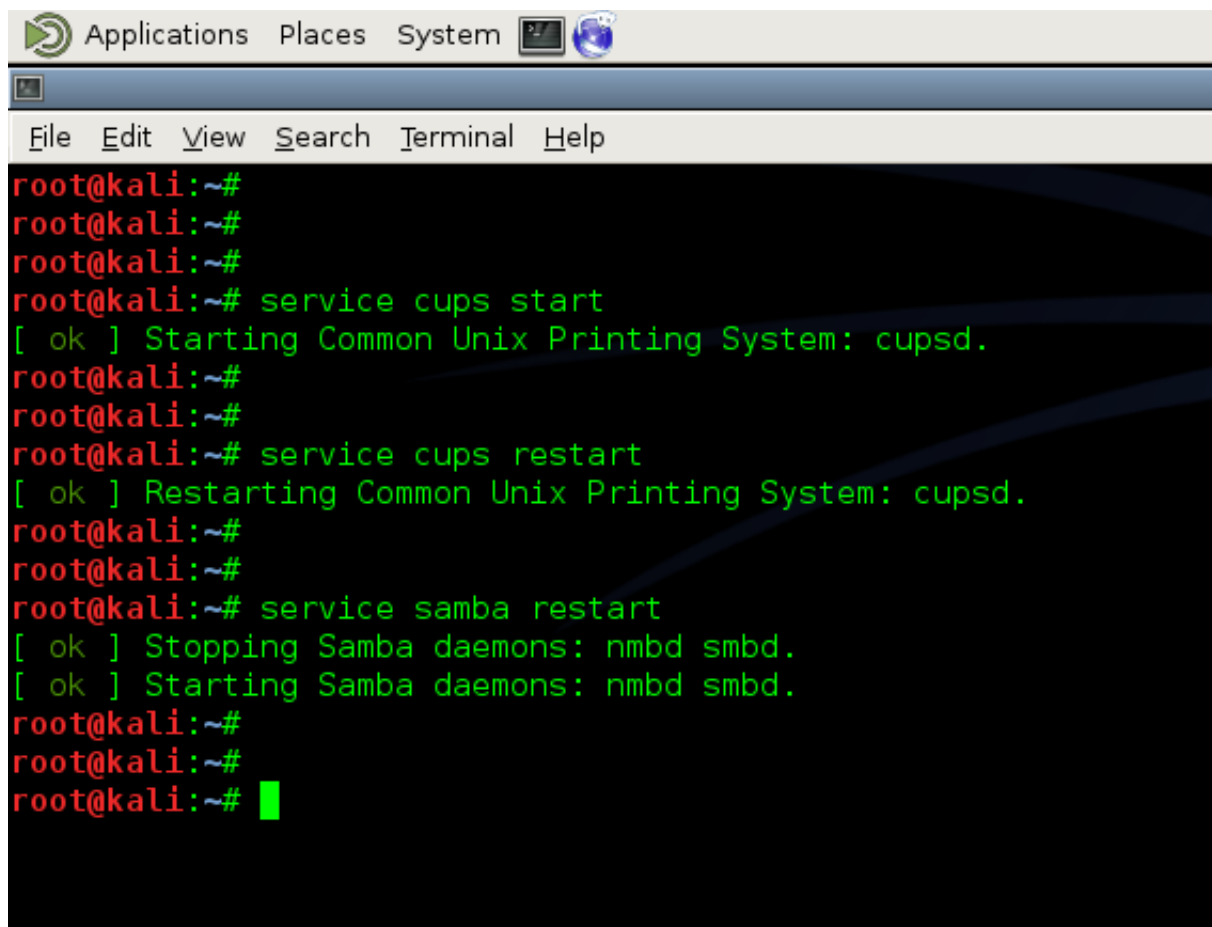 Applications Places System
File Edit View Search Terminal Help
root@kali:~#
root@kali:~#
root@kali:~#
root@kali:~# service cups start
[ ok ] Starting Common Unix Printing System: cupsd.
root@kali:~#
root@kali:~#
root@kali:~# service cups restart
[ ok ] Restarting Common Unix Printing System: cupsd.
root@kali:~#
root@kali:~#
root@kali:~# service samba restart
[ ok ] Stopping Samba daemons: nmbd smbd.
[ ok ] Starting Samba daemons: nmbd smbd.
root@kali:~#
root@kali:~#
root@kali:~#